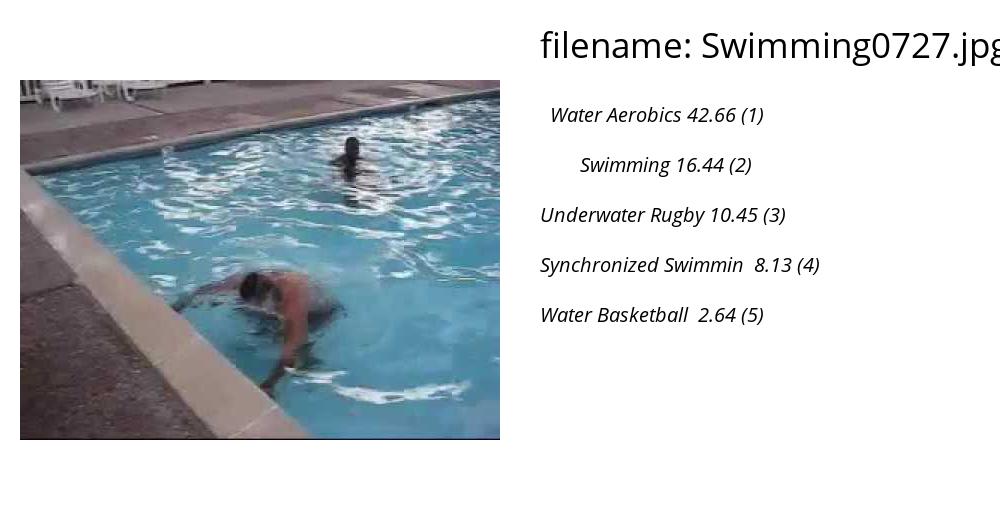 filename: Swimming0727.jpg
Water Aerobics 42.66 (1)
Swimming 16.44 (2)
Underwater Rugby 10.45 (3)
Synchronized Swimmin 8.13 (4)
Water Basketball 2.64 (5)